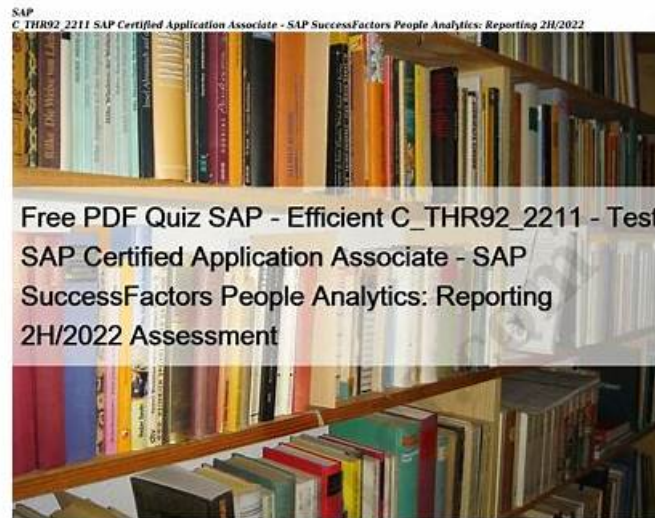 SAP
C_THR92_2211 SAP Certified Application Associate - SAP SuccessFactors People Analytics: Reporting 2H/2022
Free PDF Quiz SAP - Efficient C_THR92_2211 - Test
SAP Certified Application Associate - SAP
SuccessFactors People Analytics: Reporting
2H/2022 Assessment